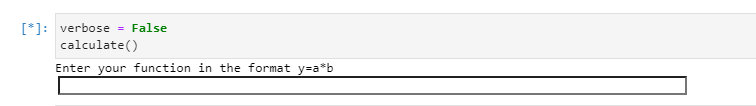 [*]: verbose = False
calculate()
Enter your function in the format y=a*b